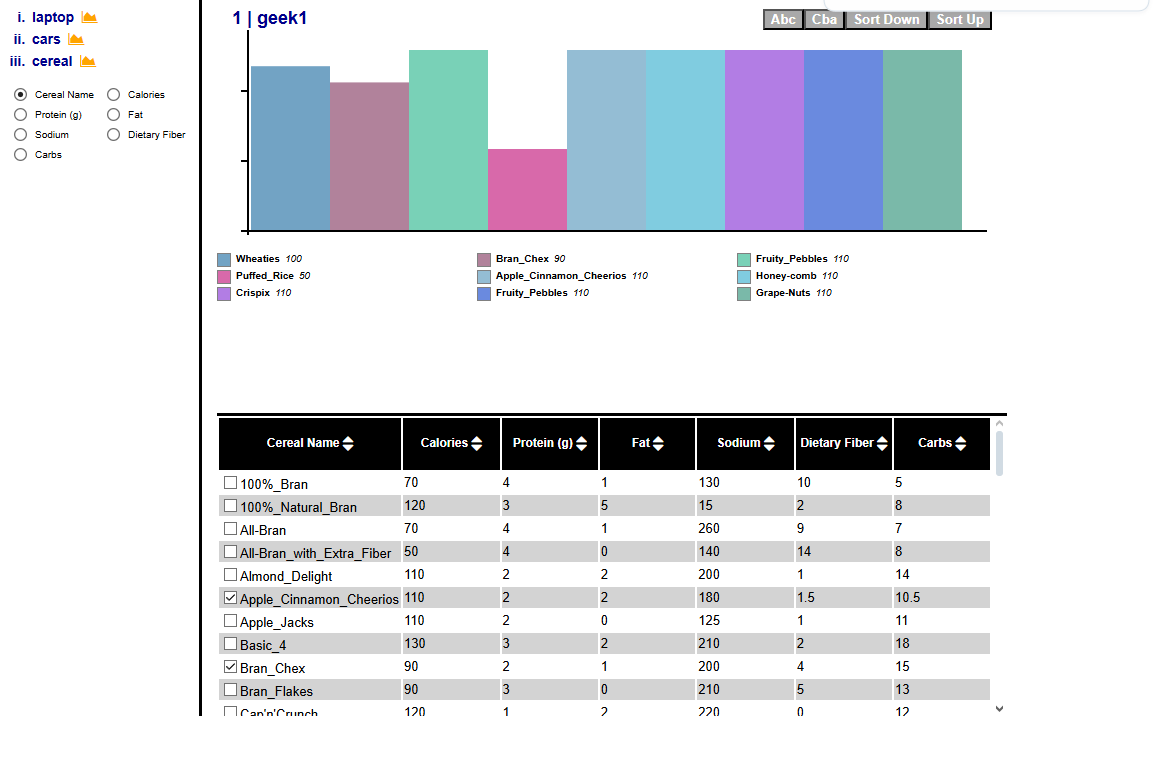 i. laptop
ii. cars
iii. cereal
Cereal Name Calories
Protein (g) Fat
Sodium Dietary Fiber
Carbs
1 | geek1
Abc Cba Sort Down Sort Up
Wheaties 100 Bran_Chex 90 Fruity_Pebbles 110
Puffed_Rice 50 Apple_Cinnamon_Cheerios 110 Honey-comb 110
Crispix 110 Fruity_Pebbles 110 Grape-Nuts 110
Cereal Name Calories Protein (g) Fat Sodium Dietary Fiber Carbs
100%_Bran 70 4 1 130 10 5
100%_Natural_Bran 120 3 5 15 2 8
All-Bran 70 4 1 260 9 7
All-Bran_with_Extra_Fiber 50 4 0 140 14 8
Almond_Delight 110 2 2 200 1 14
Apple_Cinnamon_Cheerios 110 2 2 180 1.5 10.5
Apple_Jacks 110 2 0 125 1 11
Basic_4 130 3 2 210 2 18
Bran_Chex 90 2 1 200 4 15
Bran_Flakes 90 3 0 210 5 13
Cap'n'Crunch 120 1 2 220 0 12